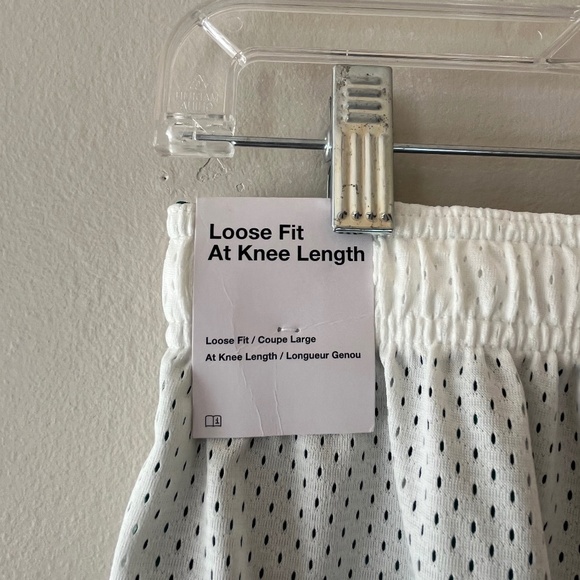 Loose Fit
At Knee Length
Loose Fit / Coupe Large
At Knee Length / Longueur Genou